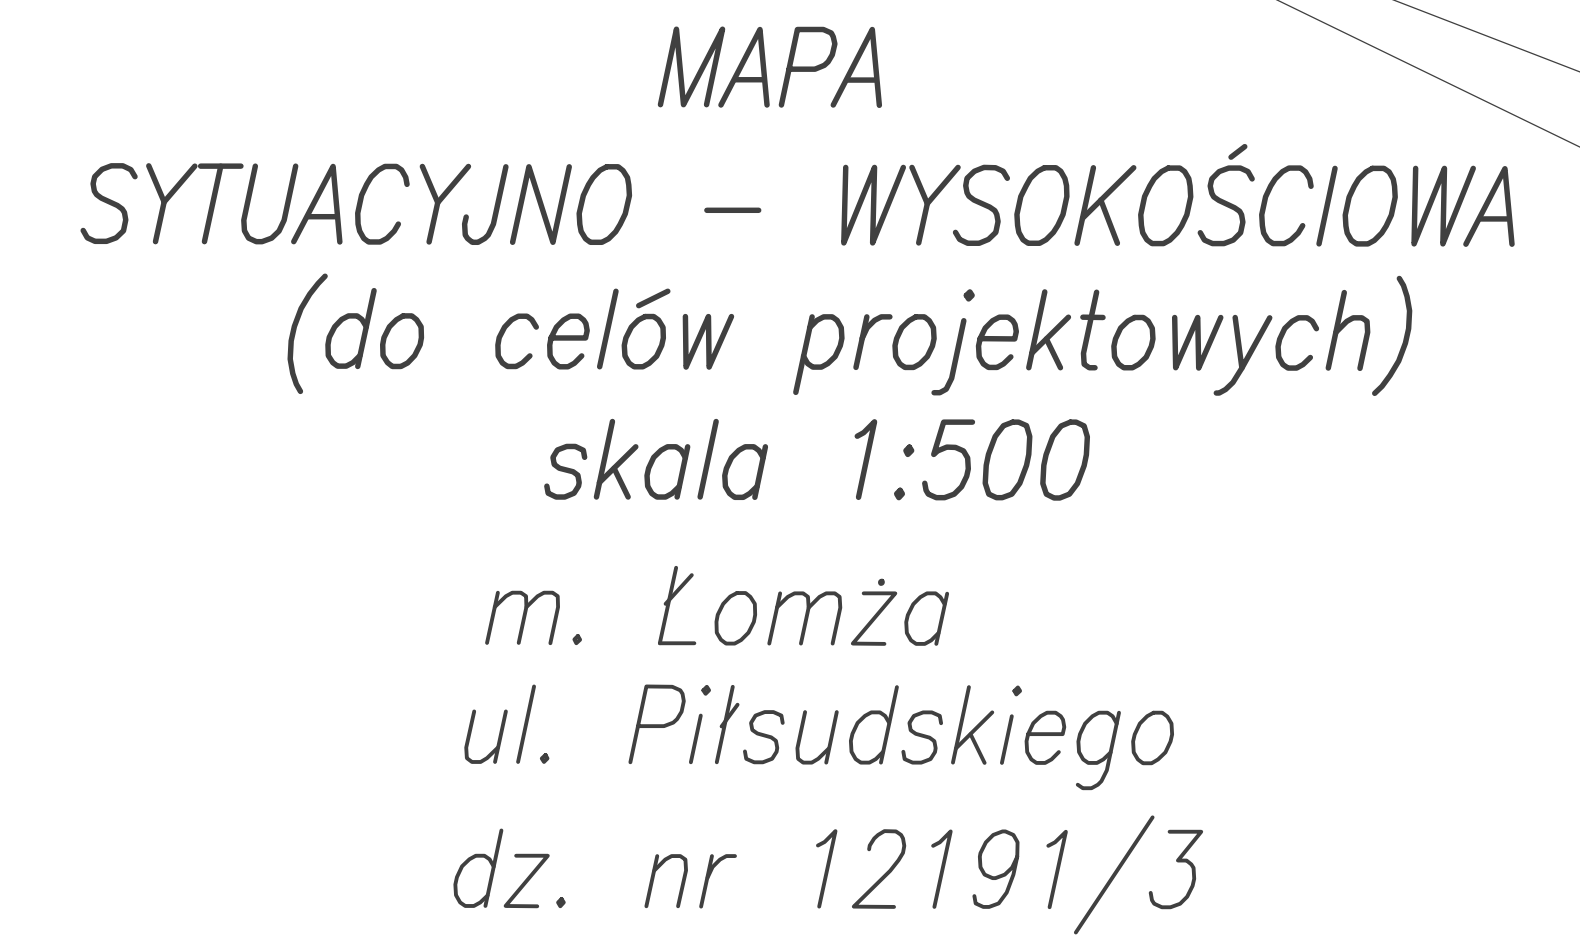 MAPA
SYTUACYJNO – WYSOKOŚCIOWA
(do celów projektowych)
skala 1:500
m. Łomża
ul. Piłsudskiego
dz. nr 12191/3